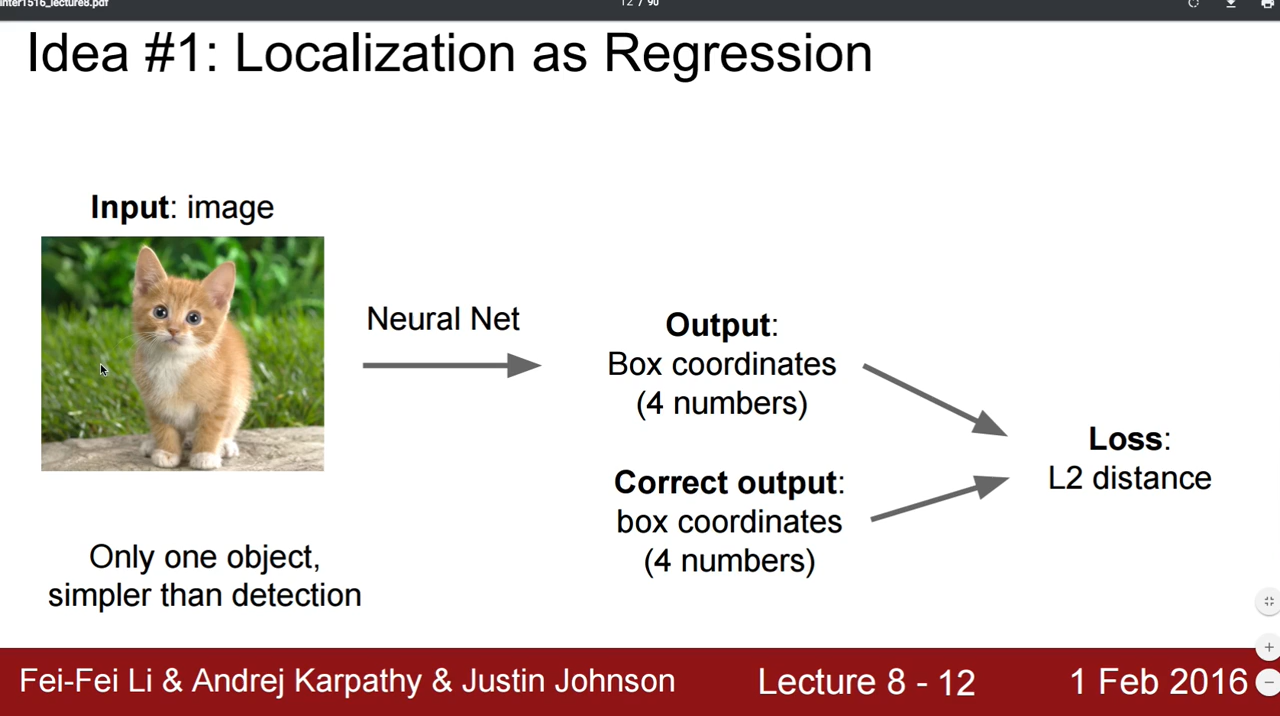 12 / 90
Idea #1: Localization as Regression
Input: image
Neural Net
Output:
Box coordinates
(4 numbers)
Correct output:
box coordinates
(4 numbers)
Loss:
L2 distance
Only one object,
simpler than detection
Fei-Fei Li & Andrej Karpathy & Justin Johnson
Lecture 8 - 12
1 Feb 2016